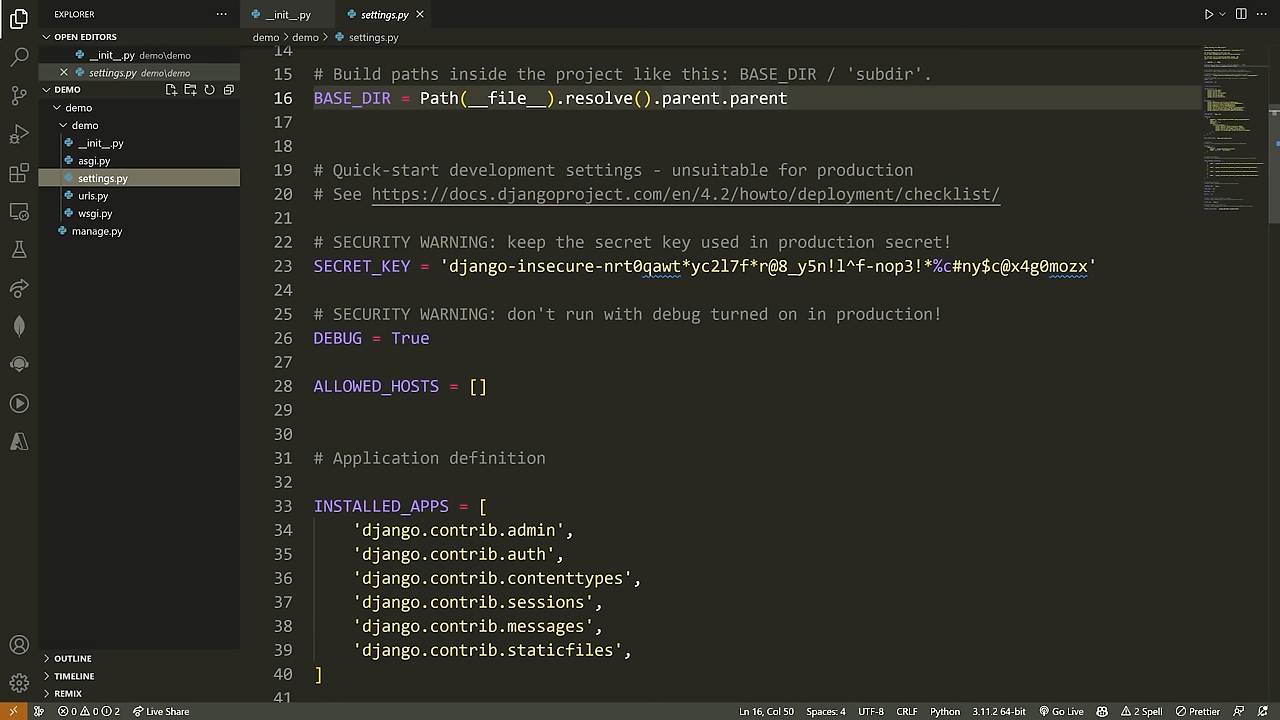 EXPLORER
···
__init__.py
settings.py
OPEN EDITORS
__init__.py demo\demo
settings.py demo\demo
DEMO
demo
demo
__init__.py
asgi.py
settings.py
urls.py
wsgi.py
manage.py
OUTLINE
TIMELINE
REMIX
demo > demo > settings.py
14
15 # Build paths inside the project like this: BASE_DIR / 'subdir'.
16 BASE_DIR = Path(__file__).resolve().parent.parent
17
18
19 # Quick-start development settings - unsuitable for production
20 # See https://docs.djangoproject.com/en/4.2/howto/deployment/checklist/
21
22 # SECURITY WARNING: keep the secret key used in production secret!
23 SECRET_KEY = 'django-insecure-nrt0qawt*yc2l7f*r@8_y5n!l^f-nop3!*%c#ny$c@x4g0mozx'
24
25 # SECURITY WARNING: don't run with debug turned on in production!
26 DEBUG = True
27
28 ALLOWED_HOSTS = []
29
30
31 # Application definition
32
33 INSTALLED_APPS = [
34     'django.contrib.admin',
35     'django.contrib.auth',
36     'django.contrib.contenttypes',
37     'django.contrib.sessions',
38     'django.contrib.messages',
39     'django.contrib.staticfiles',
40 ]
41
0 0 2 Live Share Ln 16, Col 50 Spaces: 4 UTF-8 CRLF Python 3.11.2 64-bit Go Live 2 Spell Prettier